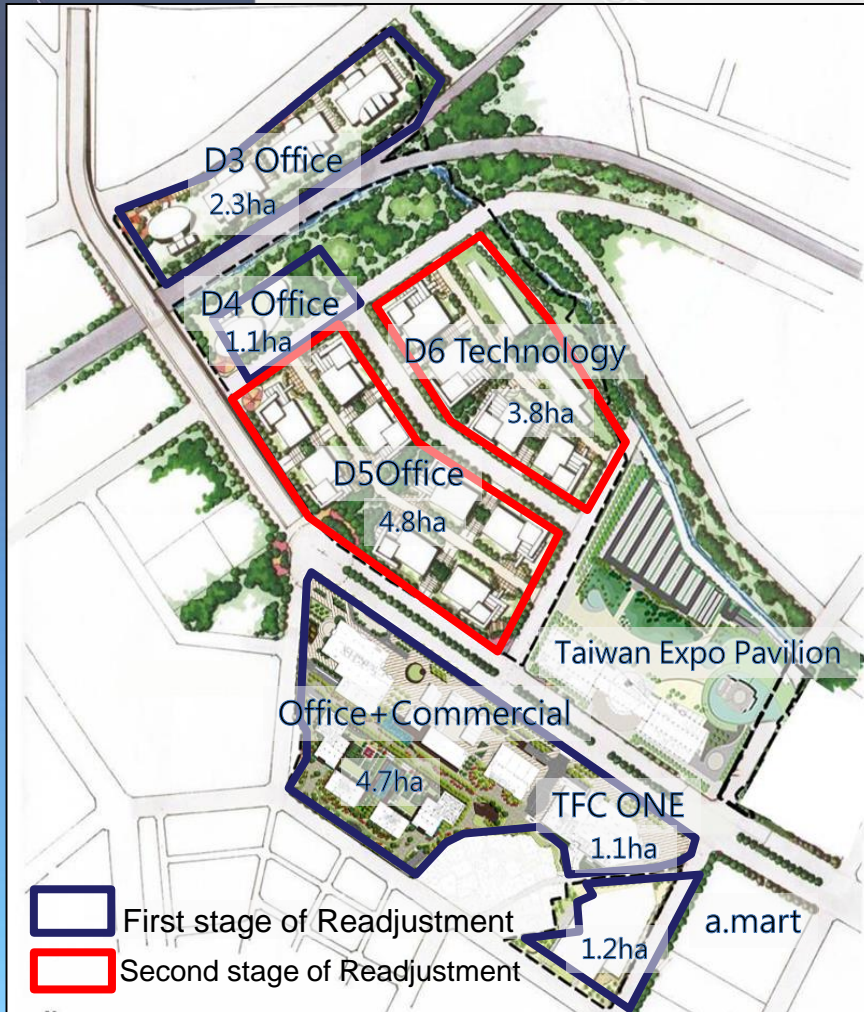 D3 Office
2.3ha
D4 Office
1.1ha
D6 Technology
3.8ha
D5Office
4.8ha
Taiwan Expo Pavilion
Office+Commercial
4.7ha
TFC ONE
1.1ha
a.mart
1.2ha
First stage of Readjustment
Second stage of Readjustment